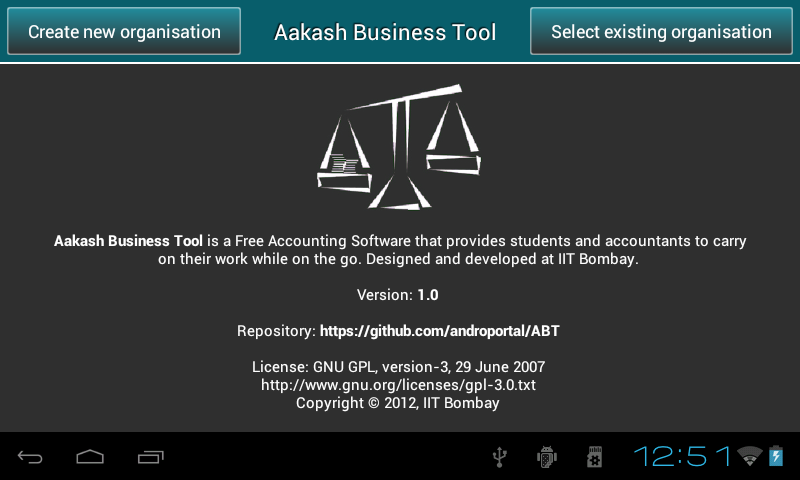 Create new organisation
Aakash Business Tool
Select existing organisation
Aakash Business Tool is a Free Accounting Software that provides students and accountants to carry
on their work while on the go. Designed and developed at IIT Bombay.
Version: 1.0
Repository: https://github.com/androportal/ABT
License: GNU GPL, version-3, 29 June 2007
http://www.gnu.org/licenses/gpl-3.0.txt
Copyright © 2012, IIT Bombay
12:51